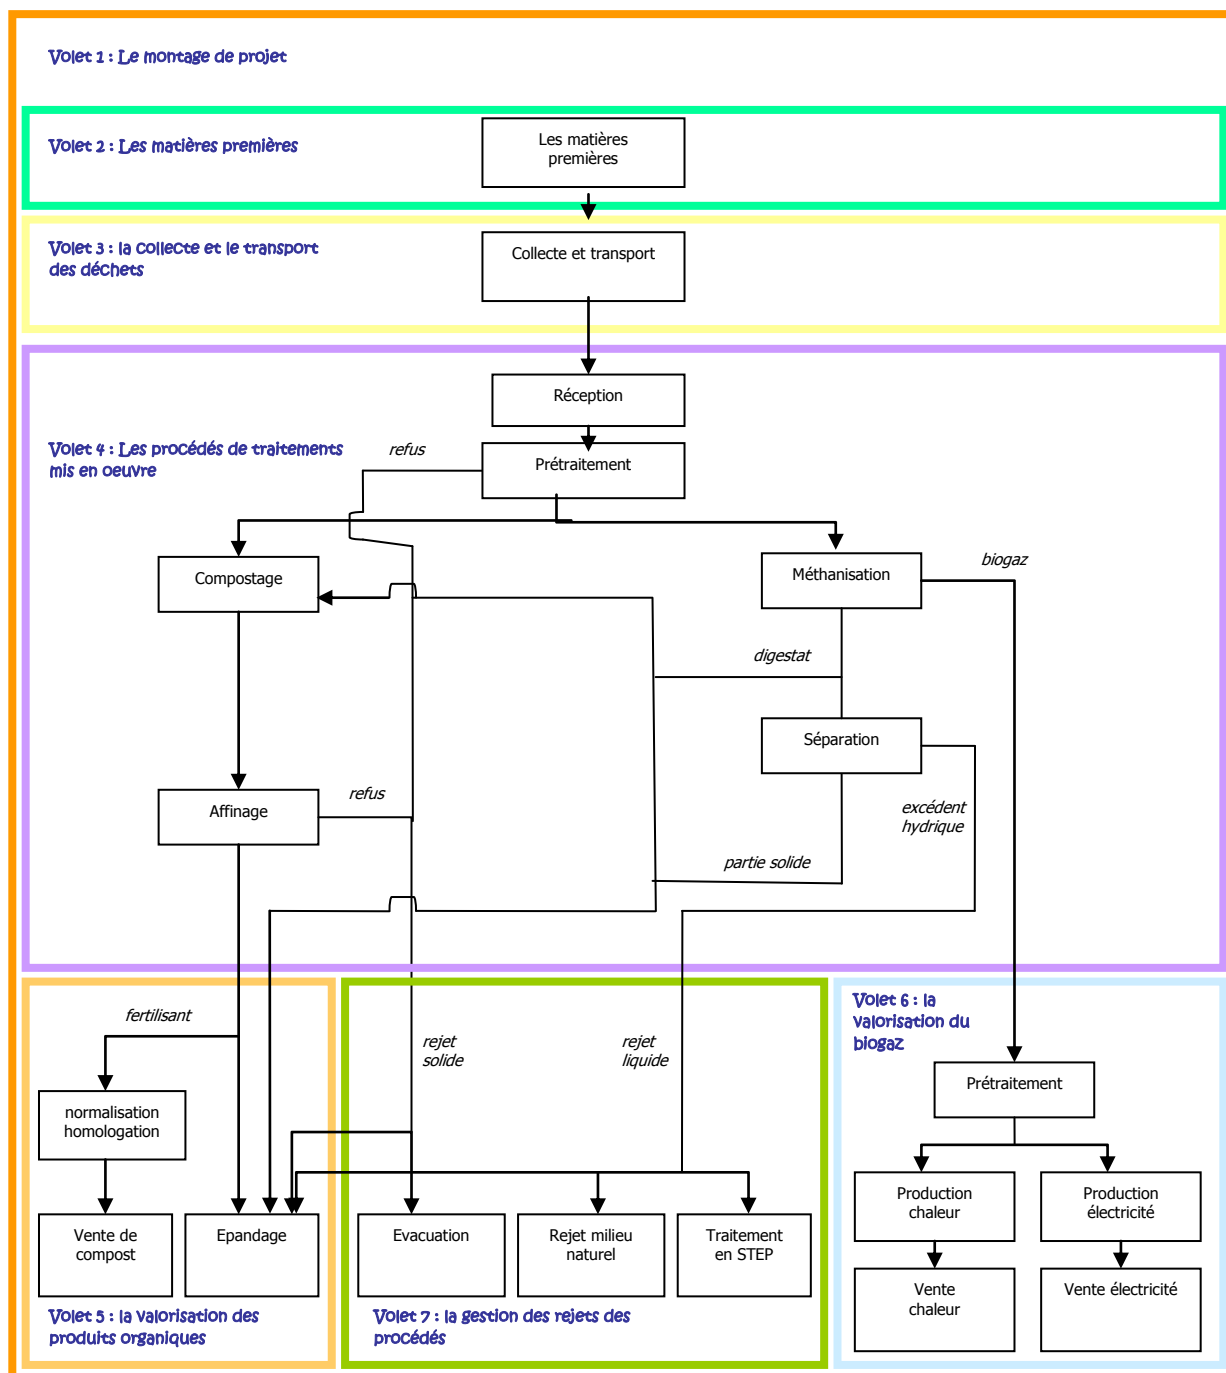 Volet 1 : Le montage de projet
Volet 2 : Les matières premières
Les matières
premières
Volet 3 : la collecte et le transport
des déchets
Collecte et transport
Réception
Volet 4 : Les procédés de traitements
mis en oeuvre
refus
Prétraitement
Compostage
Méthanisation
biogaz
digestat
Séparation
Affinage
refus
excédent
hydrique
partie solide
fertilisant
rejet
solide
rejet
liquide
Volet 6 : la
valorisation du
biogaz
Prétraitement
normalisation
homologation
Production
chaleur
Production
électricité
Vente de
compost
Epandage
Evacuation
Rejet milieu
naturel
Traitement
en STEP
Vente
chaleur
Vente électricité
Volet 5 : la valorisation des
produits organiques
Volet 7 : la gestion des rejets des
procédés